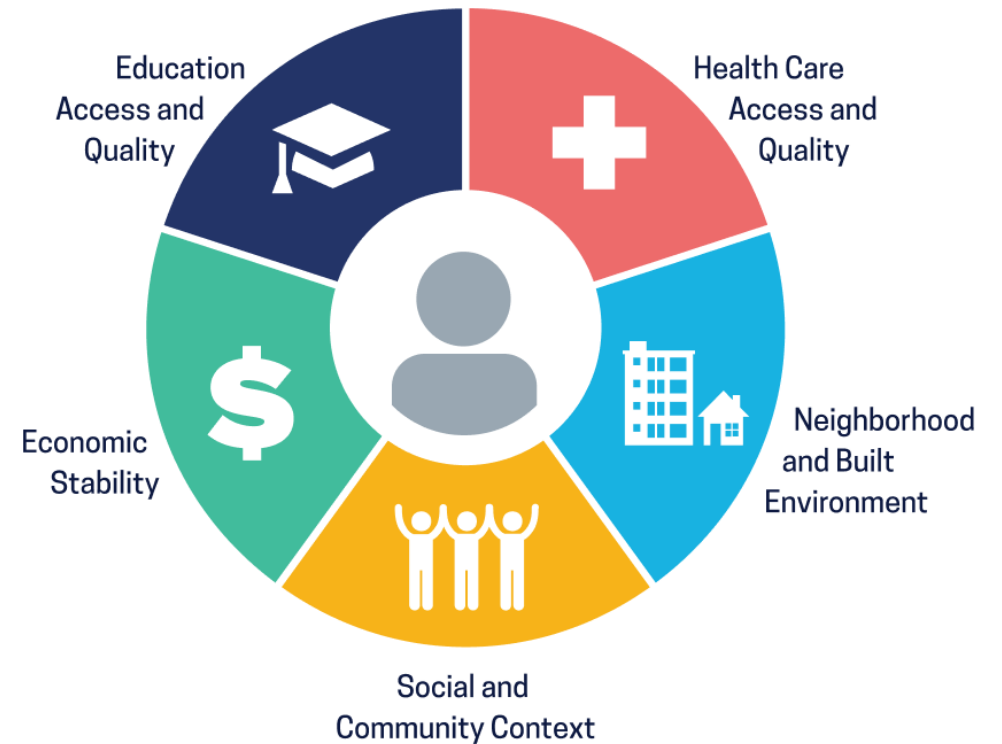 Education
Access and
Quality
Health Care
Access and
Quality
Economic
Stability
Neighborhood
and Built
Environment
Social and
Community Context